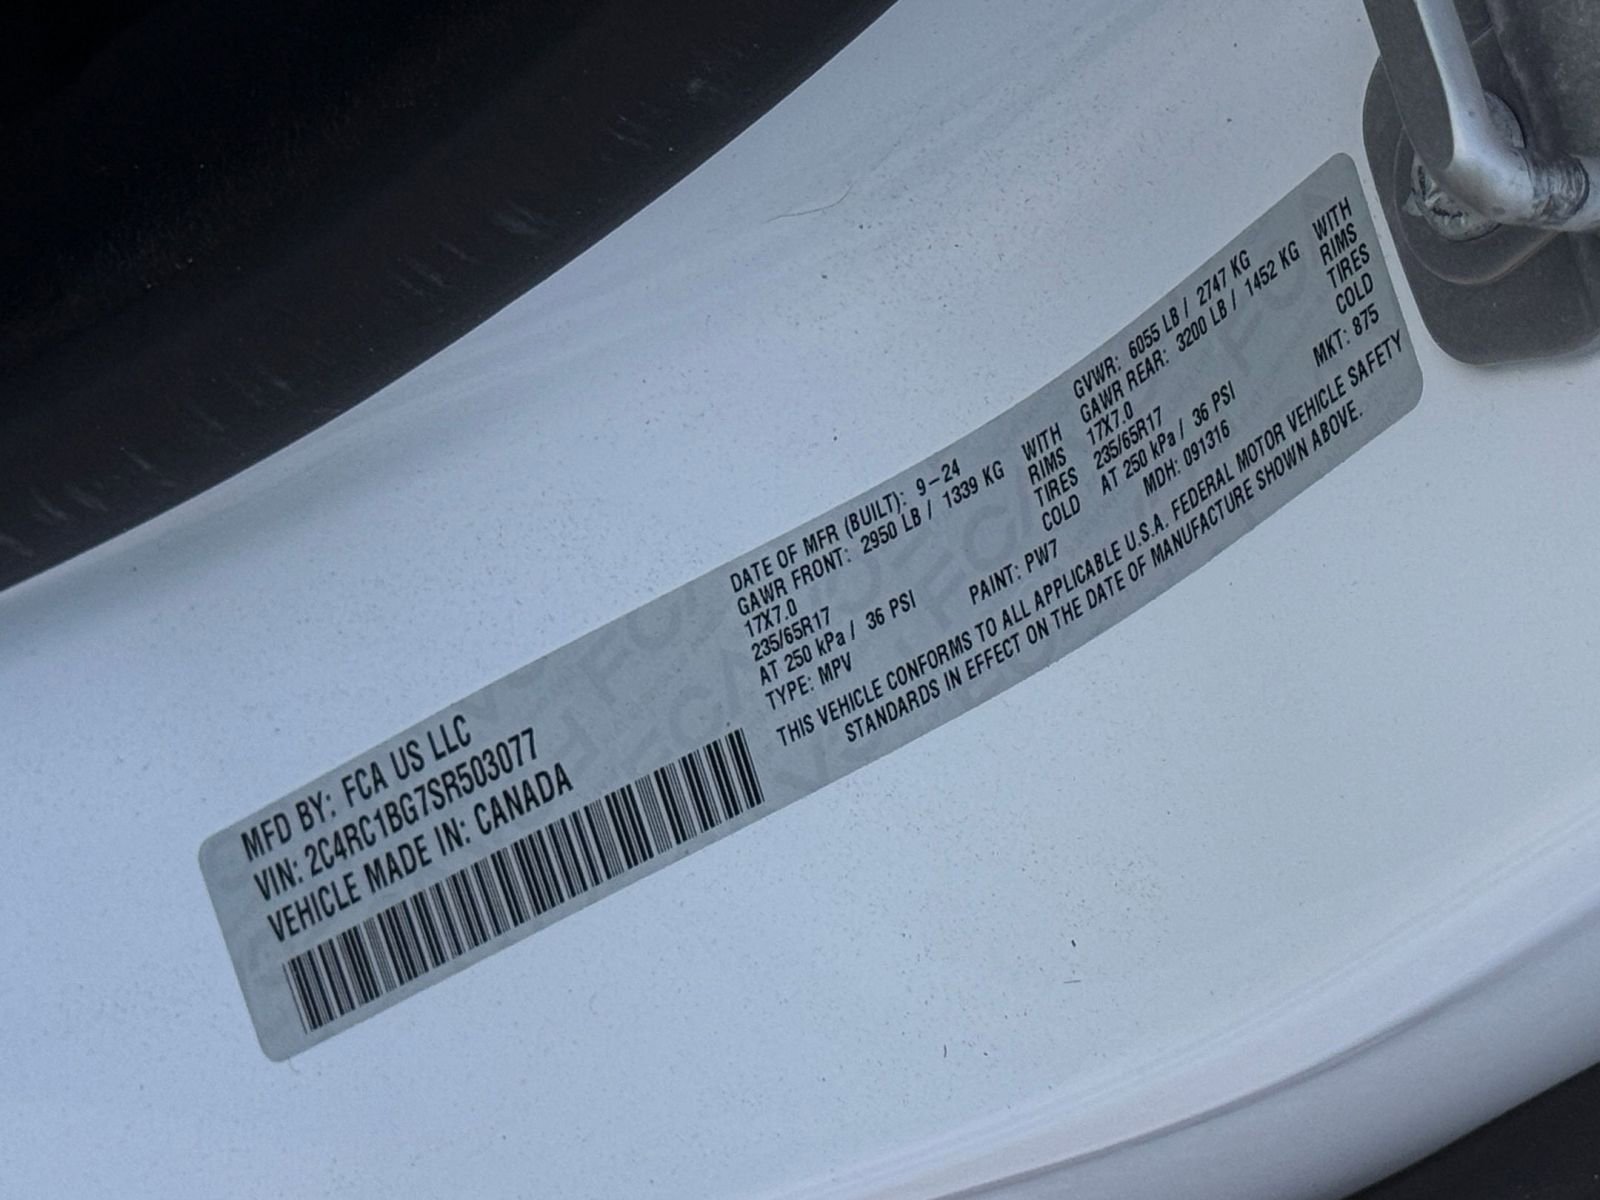 MFD BY: FCA US LLC
VIN: 2C4RC1BG7SR503077
VEHICLE MADE IN: CANADA
DATE OF MFR (BUILT): 9-24 GVWR: 6055 LB / 2747 KG
GAWR FRONT: 2950 LB / 1339 KG WITH GAWR REAR: 3200 LB / 1452 KG WITH
17X7.0 RIMS 17X7.0 RIMS
235/65R17 TIRES 235/65R17 TIRES
AT 250 kPa / 36 PSI COLD AT 250 kPa / 36 PSI COLD
TYPE: MPV PAINT: PW7 MDH: 091316 MKT: 875
THIS VEHICLE CONFORMS TO ALL APPLICABLE U.S.A. FEDERAL MOTOR VEHICLE SAFETY
STANDARDS IN EFFECT ON THE DATE OF MANUFACTURE SHOWN ABOVE.